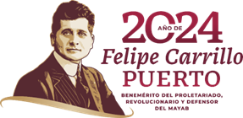 2024
AÑO DE
Felipe Carrillo
PUERTO
BENEMÉRITO DEL PROLETARIADO,
REVOLUCIONARIO Y DEFENSOR
DEL MAYAB